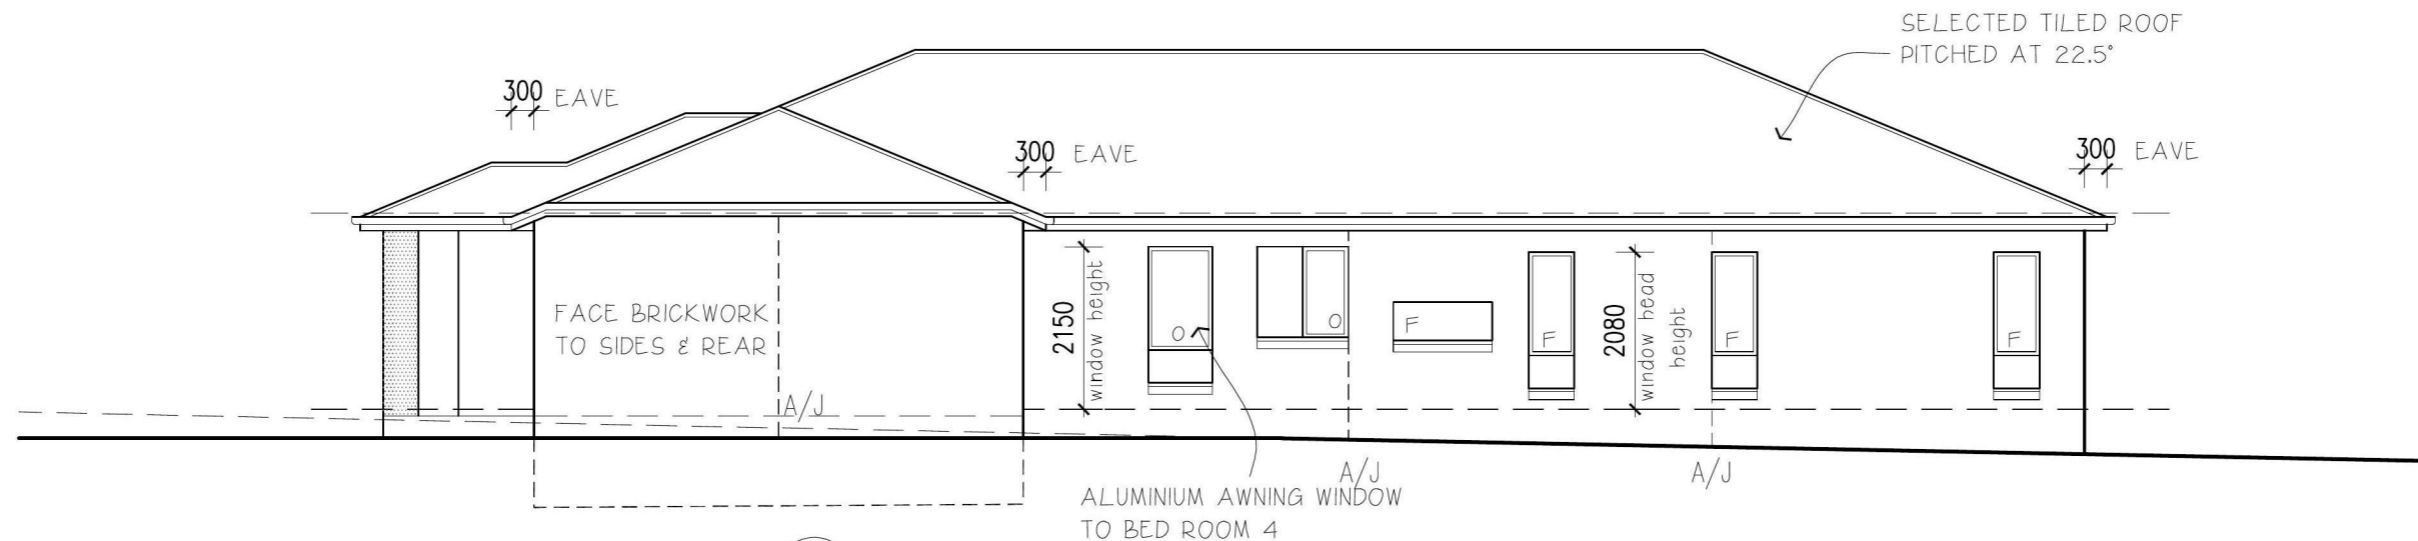 SELECTED TILED ROOF
PITCHED AT 22.5°
300 EAVE
300 EAVE
300 EAVE
FACE BRICKWORK
TO SIDES & REAR
A/J
2150
window height
O
O
F
F
2080
window head
height
F
F
A/J
A/J
ALUMINIUM AWNING WINDOW
TO BED ROOM 4